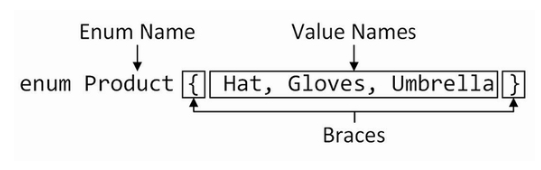 Enum Name Value Names
enum Product { Hat, Gloves, Umbrella }
Braces